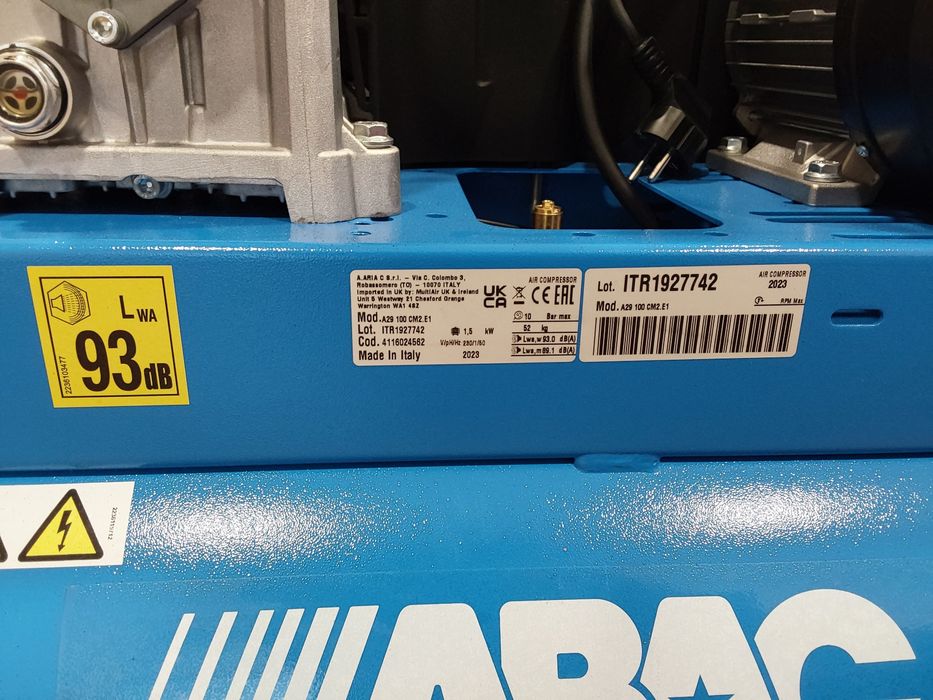 LWA
93dB
2236103477
A.ARIA C S.r.l. – Via C. Colombo 3,
Robassomero (TO) - 10070 ITALY
Imported in UK by: MultiAir UK & Ireland
Unit 5 Westway 21 Chesford Grange
Warrington WA1 4SZ
Mod. A29 100 CM2.E1
Lot. ITR1927742
Cod. 4116024562
Made in Italy
1,5 kW
V/pH/Hz 230/1/50
2023
AIR COMPRESSOR
UK CA CE EAC
10 Bar max
52 kg
Lwa,w 93.0 dB(A)
Lwa,m 89.1 dB(A)
Lot. ITR1927742
AIR COMPRESSOR
2023
RPM Max
Mod. A29 100 CM2.E1
ABAC